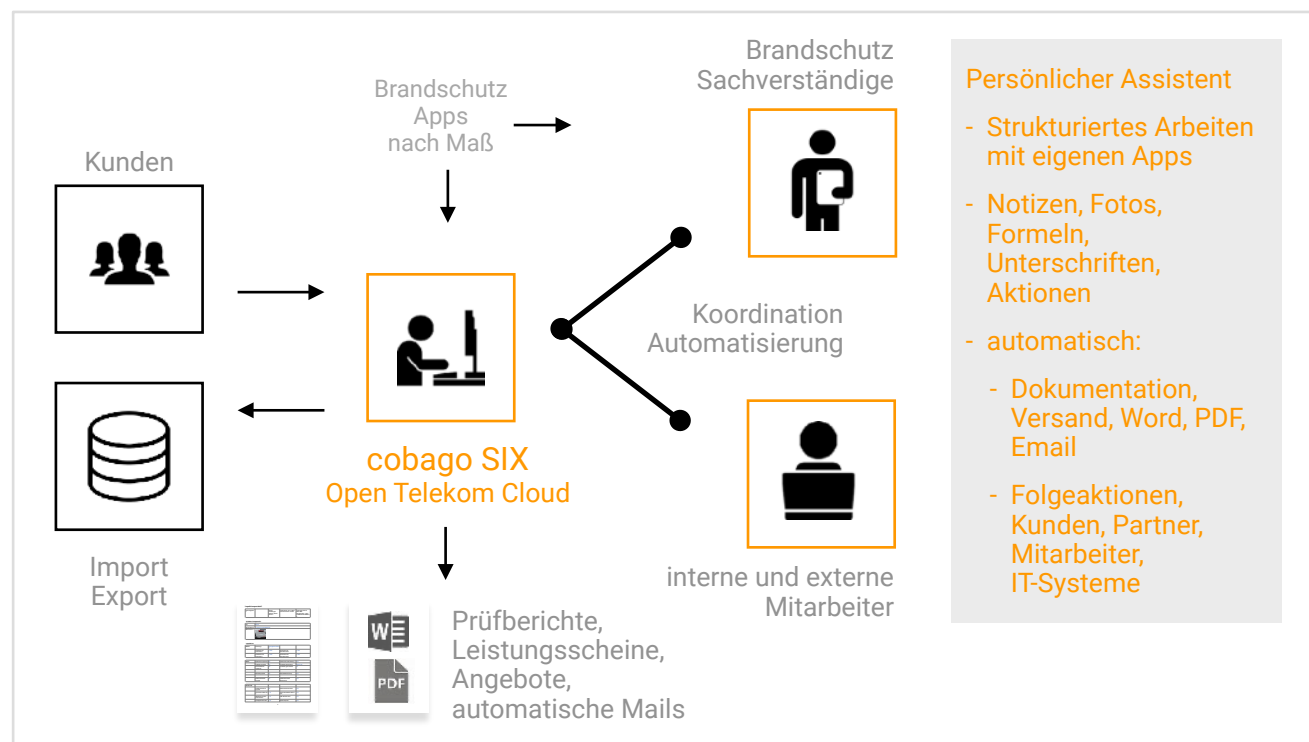 Brandschutz
Apps
nach Maß
Brandschutz
Sachverständige
Kunden
Koordination
Automatisierung
cobago SIX
Open Telekom Cloud
Import
Export
interne und externe
Mitarbeiter
W
PDF
Prüfberichte,
Leistungsscheine,
Angebote,
automatische Mails
Persönlicher Assistent
- Strukturiertes Arbeiten
mit eigenen Apps
- Notizen, Fotos,
Formeln,
Unterschriften,
Aktionen
- automatisch:
- Dokumentation,
Versand, Word, PDF,
Email
- Folgeaktionen,
Kunden, Partner,
Mitarbeiter,
IT-Systeme